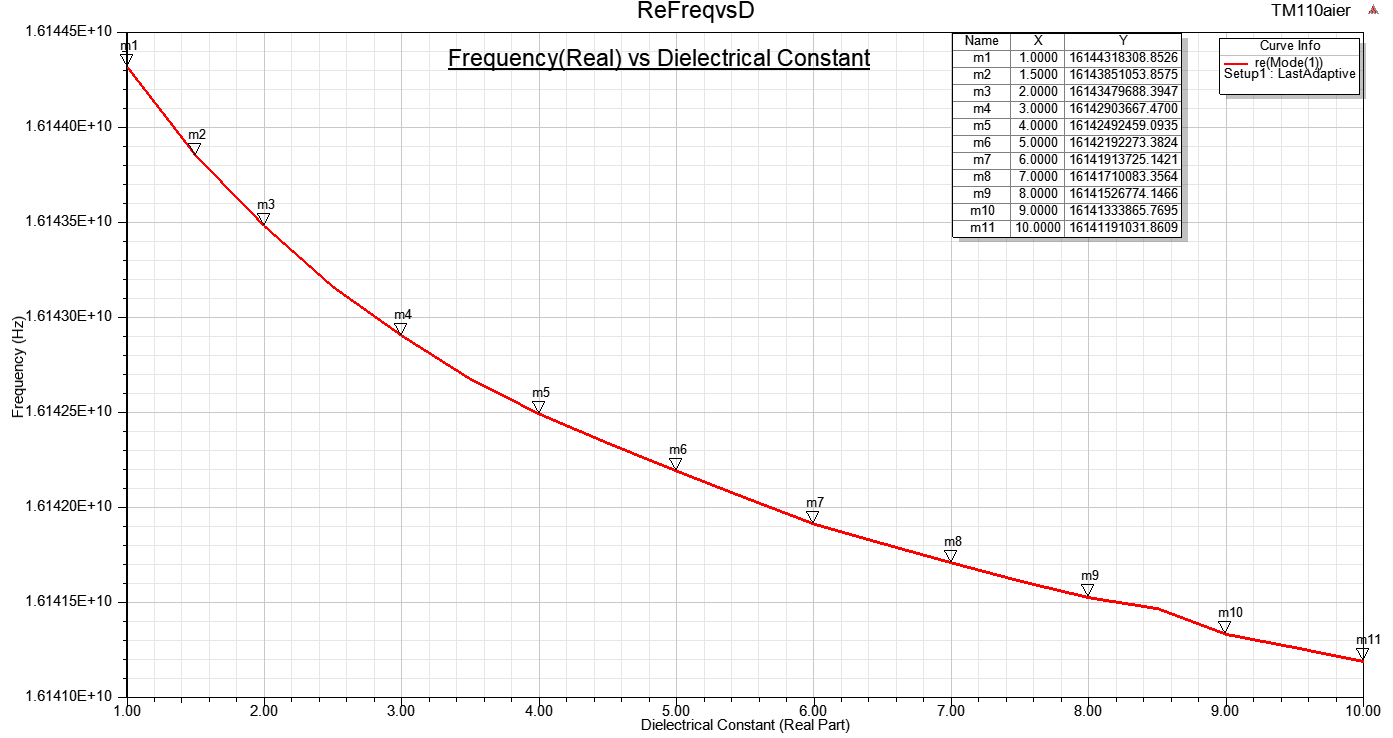 ReFreqvsD
TM110aier
Frequency(Real) vs Dielectrical Constant
Name X Y
m1 1.0000 16144318308.8526
m2 1.5000 16143851053.8575
m3 2.0000 16143479688.3947
m4 3.0000 16142903667.4700
m5 4.0000 16142492459.0935
m6 5.0000 16142192273.3824
m7 6.0000 16141913725.1421
m8 7.0000 16141710083.3564
m9 8.0000 16141526774.1466
m10 9.0000 16141333865.7695
m11 10.0000 16141191031.8609
Curve Info
re(Mode(1))
Setup1 : LastAdaptive
1.61445E+10
1.61440E+10
1.61435E+10
1.61430E+10
1.61425E+10
1.61420E+10
1.61415E+10
1.61410E+10
Frequency (Hz)
m1
m2
m3
m4
m5
m6
m7
m8
m9
m10
m11
1.00 2.00 3.00 4.00 5.00 6.00 7.00 8.00 9.00 10.00
Dielectrical Constant (Real Part)